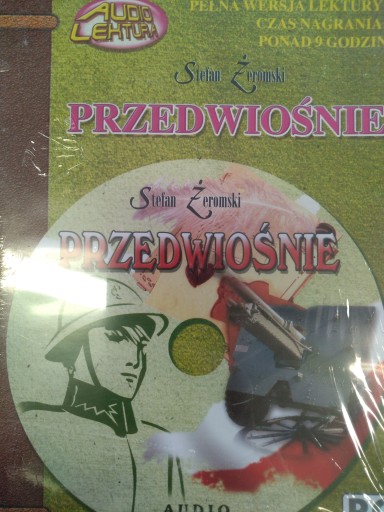 AUDIO
LEKTURA
PEŁNA WERSJA LEKTURY
CZAS NAGRANIA
PONAD 9 GODZIN
Stefan Żeromski
PRZEDWIOŚNIE
Stefan Żeromski
PRZEDWIOŚNIE
AUDIO